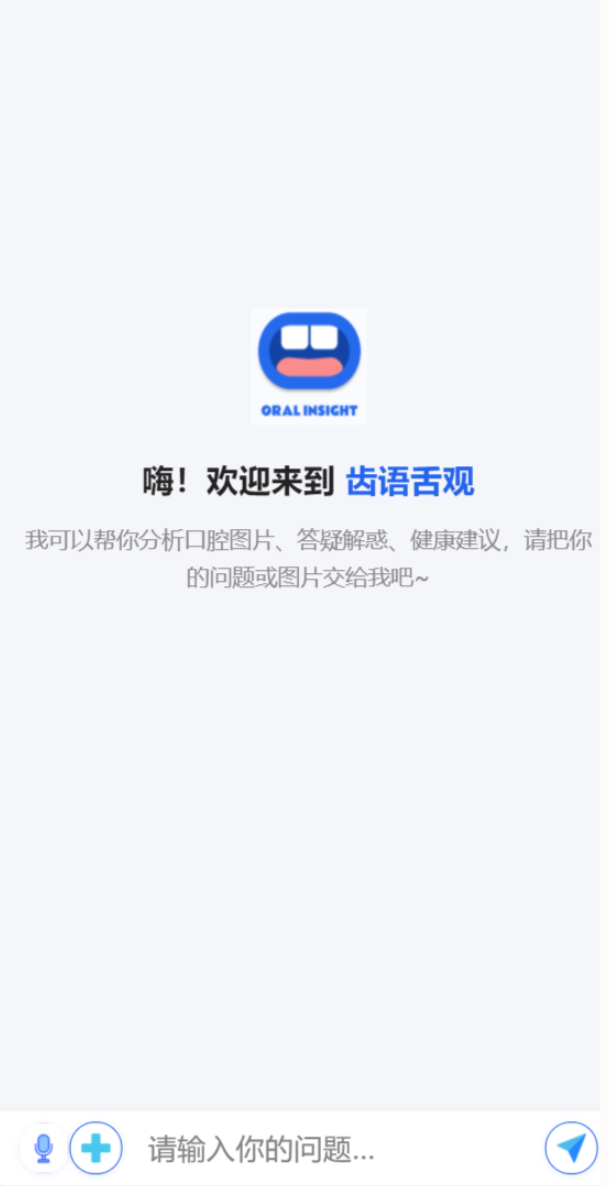 ORAL INSIGHT
嗨！欢迎来到 齿语舌观
我可以帮你分析口腔图片、答疑解惑、健康建议，请把你
的问题或图片交给我吧~
请输入你的问题...